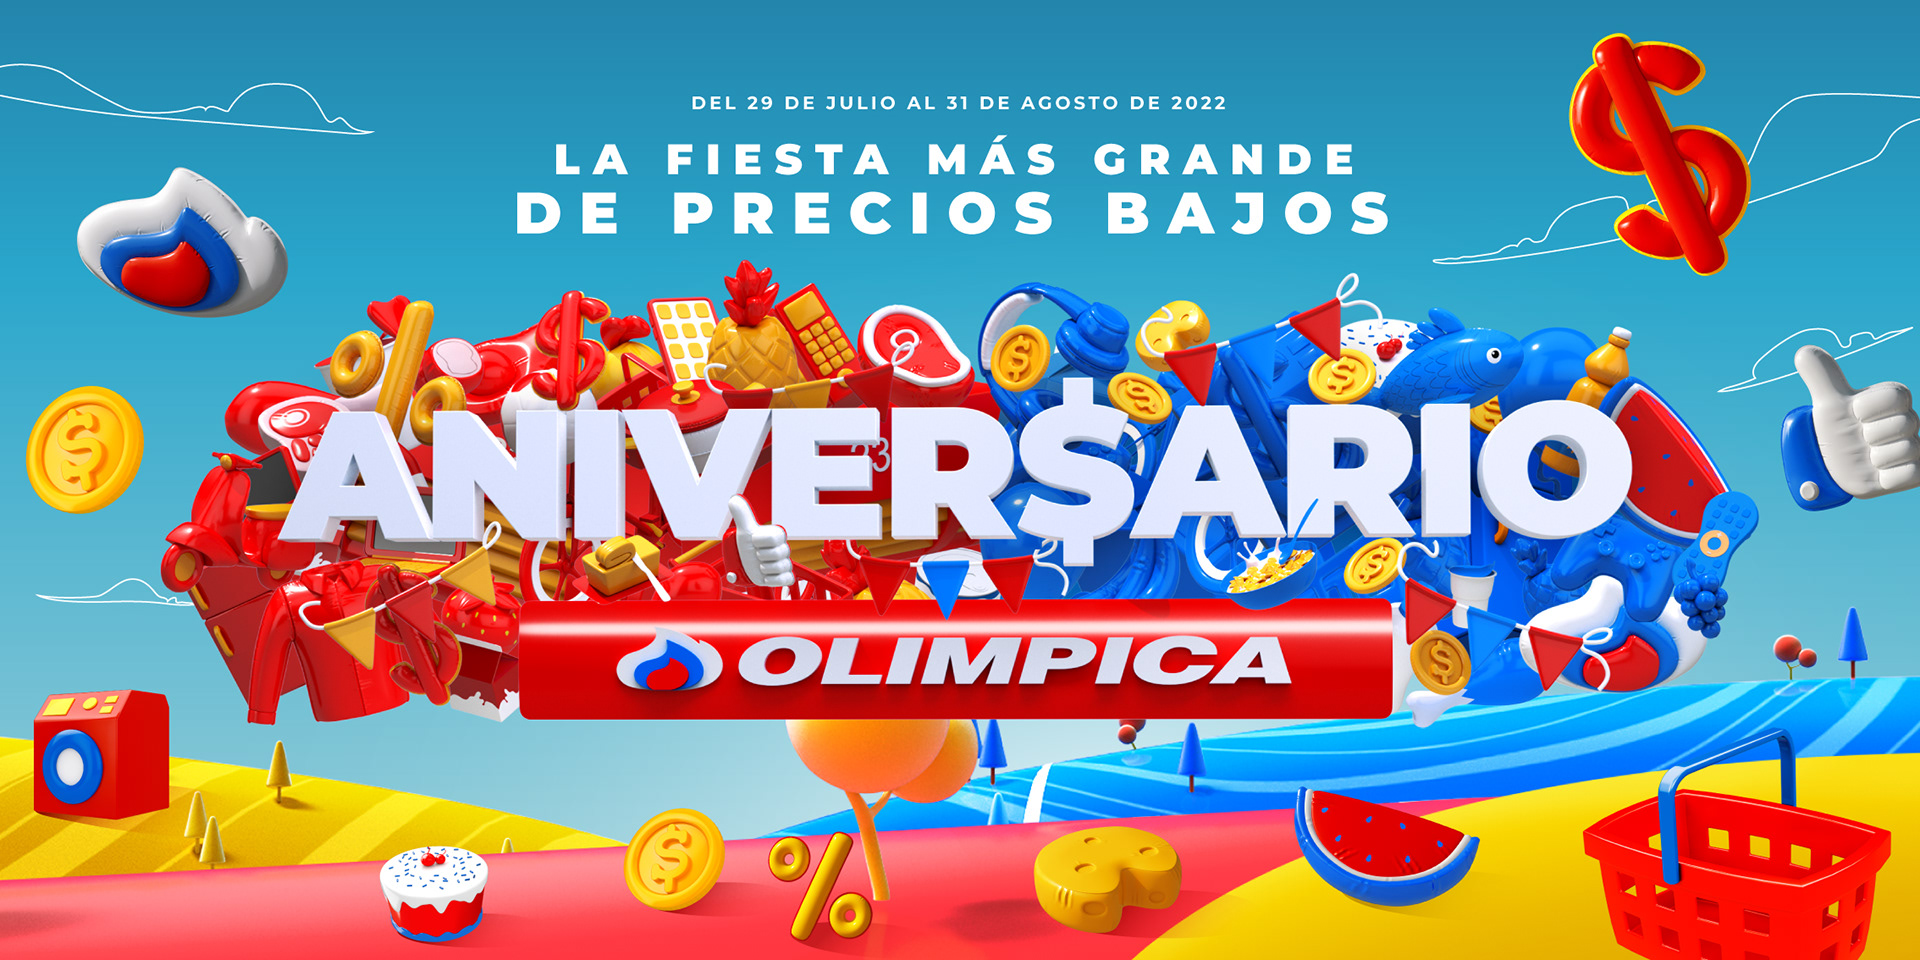 DEL 29 DE JULIO AL 31 DE AGOSTO DE 2022
LA FIESTA MÁS GRANDE
DE PRECIOS BAJOS
ANIVER$ARIO
23
OLIMPICA